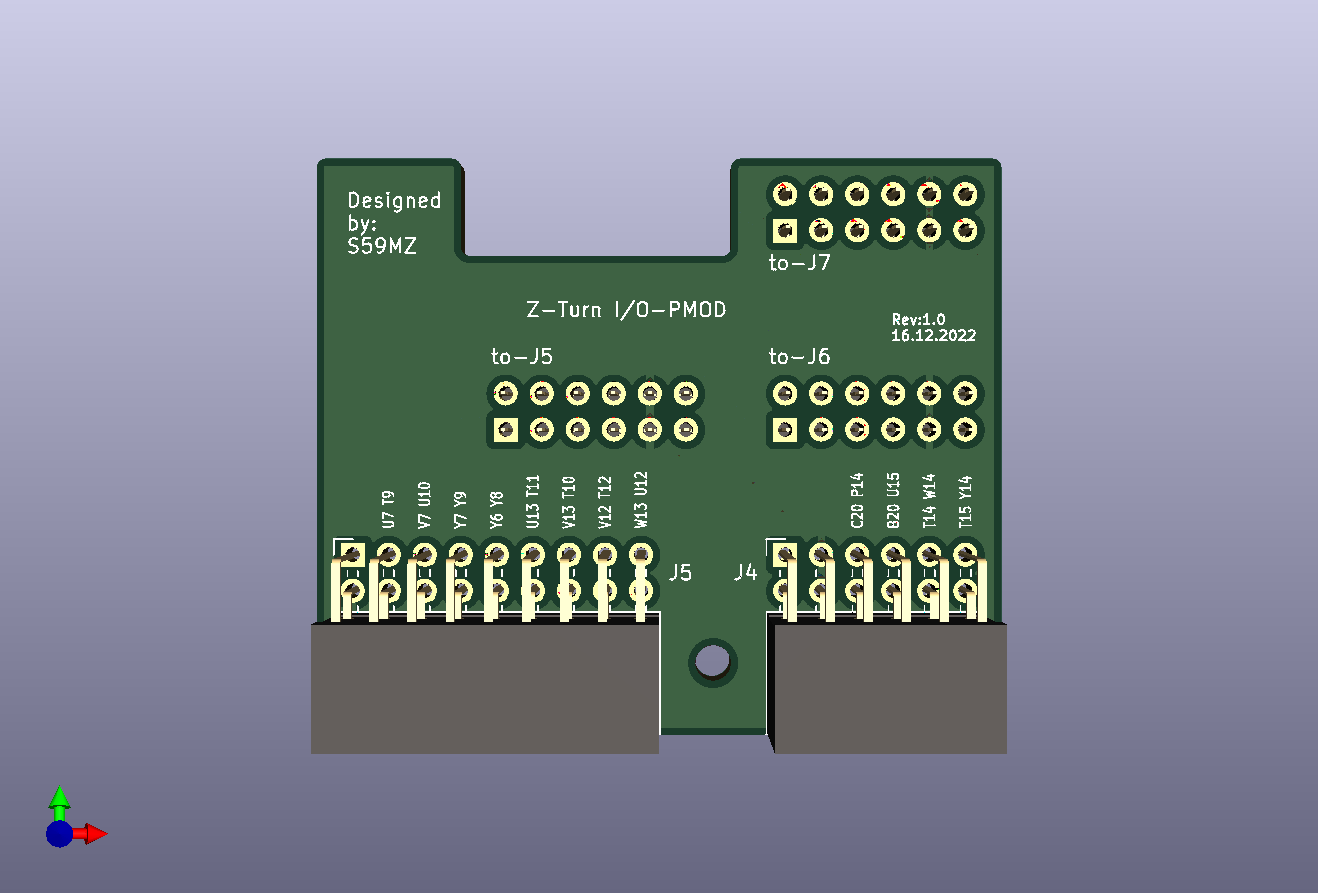 Designed
by:
S59MZ
to-J7
Z-Turn I/O-PMOD
Rev:1.0
16.12.2022
to-J5
to-J6
U7 T9
V7 U10
Y7 Y9
Y6 Y8
U13 T11
V13 T10
V12 T12
W13 U12
C20 P14
B20 U15
T14 W14
T15 Y14
J5
J4